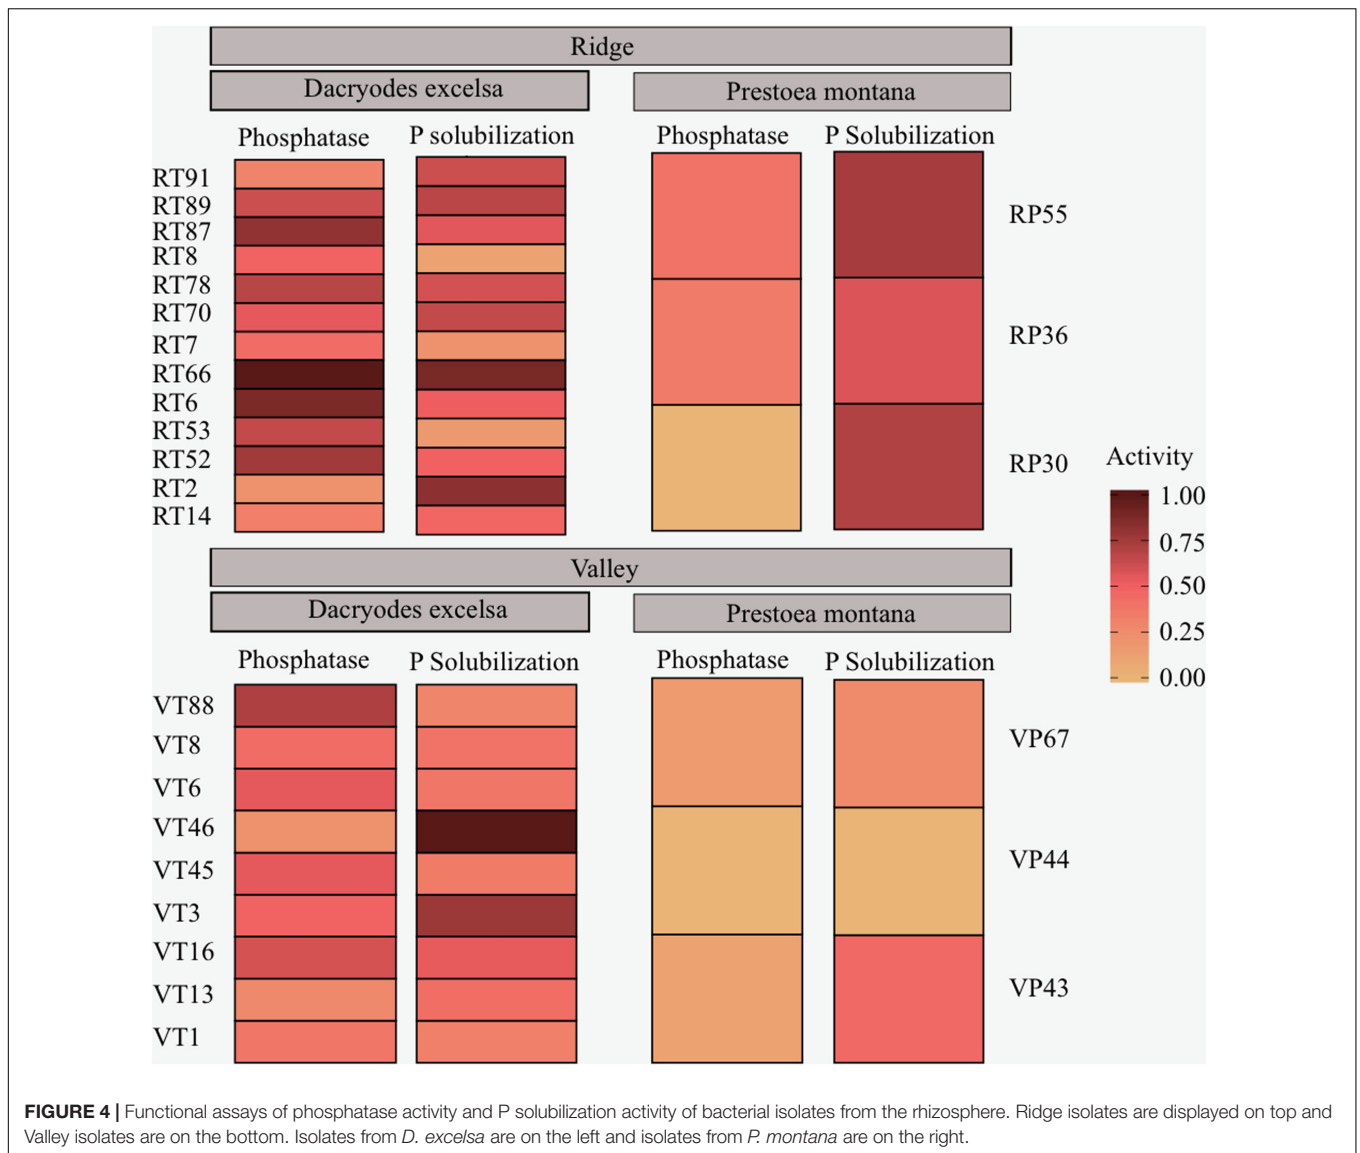 Ridge
Dacryodes excelsa
Prestoea montana
Phosphatase
P solubilization
Phosphatase
P Solubilization
RT91
RT89
RT87
RT8
RT78
RT70
RT7
RT66
RT6
RT53
RT52
RT2
RT14
RP55
RP36
RP30
Activity
1.00
0.75
0.50
0.25
0.00
Valley
Dacryodes excelsa
Prestoea montana
Phosphatase
P Solubilization
Phosphatase
P Solubilization
VT88
VT8
VT6
VT46
VT45
VT3
VT16
VT13
VT1
VP67
VP44
VP43
FIGURE 4 | Functional assays of phosphatase activity and P solubilization activity of bacterial isolates from the rhizosphere. Ridge isolates are displayed on top and
Valley isolates are on the bottom. Isolates from D. excelsa are on the left and isolates from P. montana are on the right.